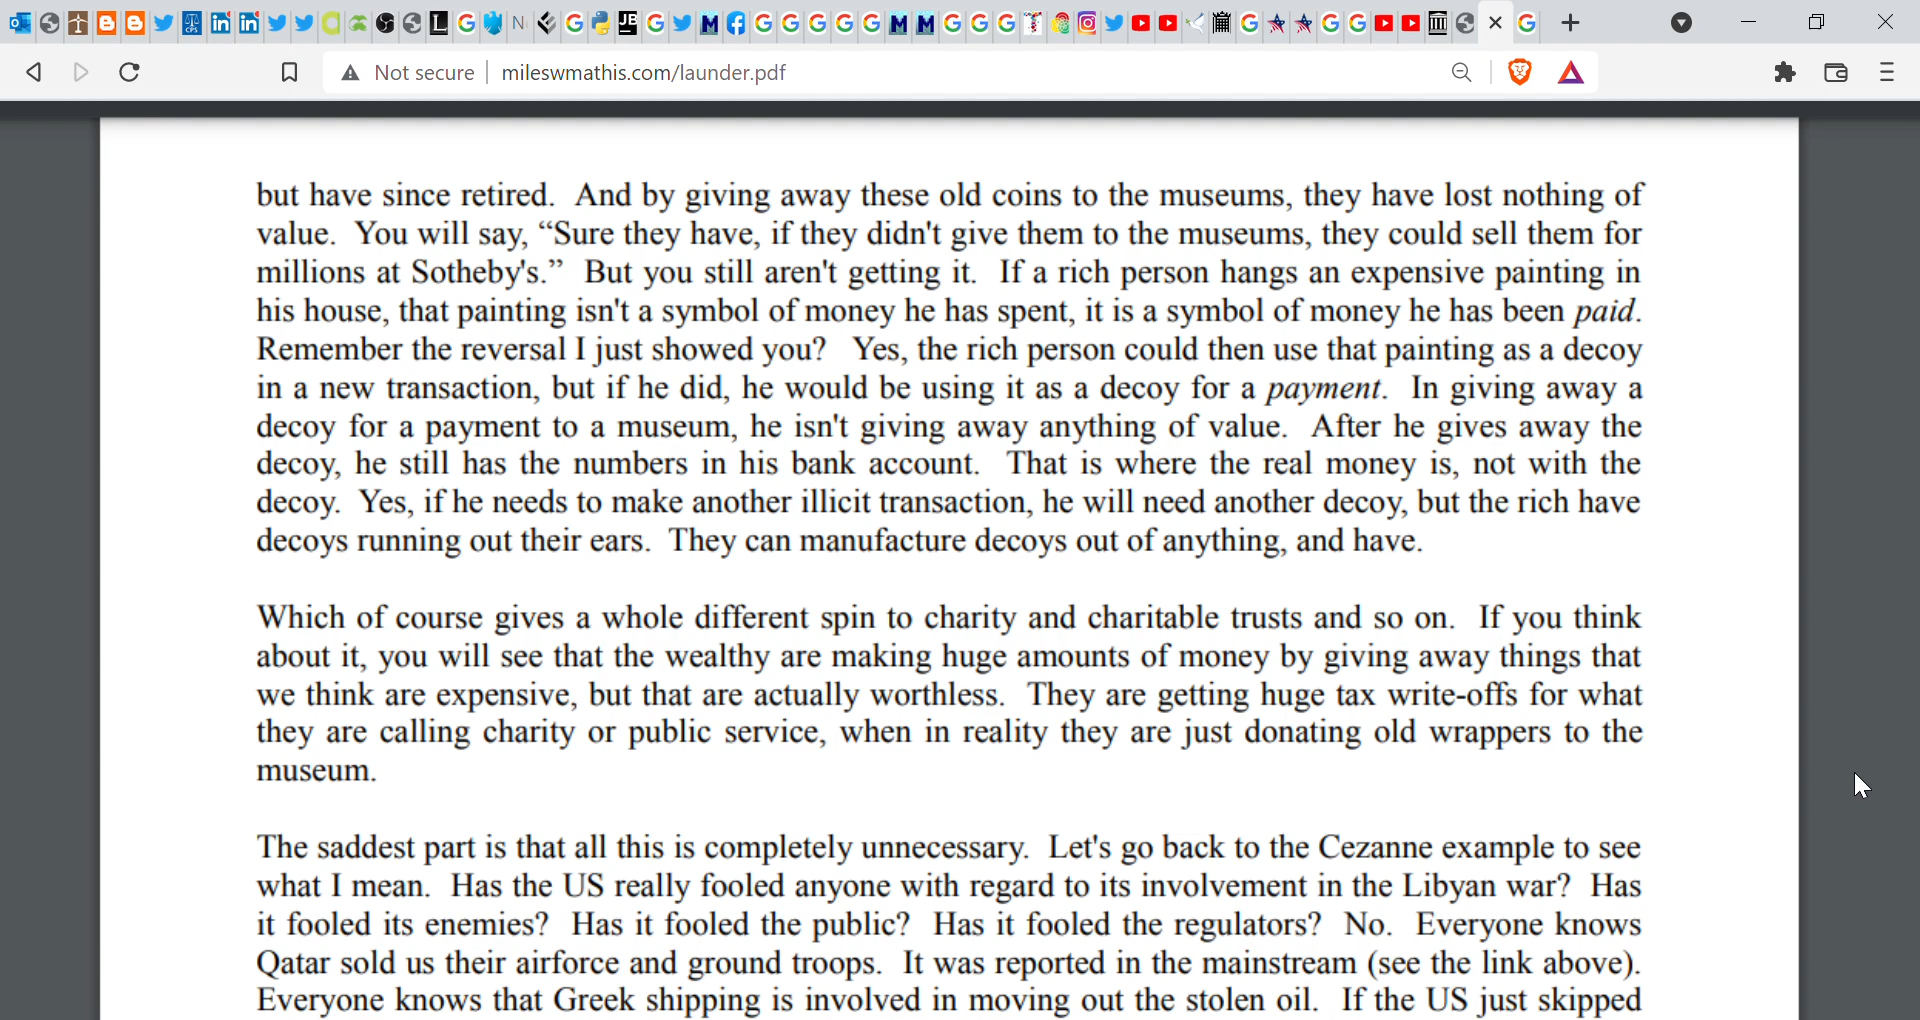 Not secure
mileswmathis.com/launder.pdf
but have since retired. And by giving away these old coins to the museums, they have lost nothing of
value. You will say, “Sure they have, if they didn't give them to the museums, they could sell them for
millions at Sotheby's.” But you still aren't getting it. If a rich person hangs an expensive painting in
his house, that painting isn't a symbol of money he has spent, it is a symbol of money he has been paid.
Remember the reversal I just showed you? Yes, the rich person could then use that painting as a decoy
in a new transaction, but if he did, he would be using it as a decoy for a payment. In giving away a
decoy for a payment to a museum, he isn't giving away anything of value. After he gives away the
decoy, he still has the numbers in his bank account. That is where the real money is, not with the
decoy. Yes, if he needs to make another illicit transaction, he will need another decoy, but the rich have
decoys running out their ears. They can manufacture decoys out of anything, and have.
Which of course gives a whole different spin to charity and charitable trusts and so on. If you think
about it, you will see that the wealthy are making huge amounts of money by giving away things that
we think are expensive, but that are actually worthless. They are getting huge tax write-offs for what
they are calling charity or public service, when in reality they are just donating old wrappers to the
museum.
The saddest part is that all this is completely unnecessary. Let's go back to the Cezanne example to see
what I mean. Has the US really fooled anyone with regard to its involvement in the Libyan war? Has
it fooled its enemies? Has it fooled the public? Has it fooled the regulators? No. Everyone knows
Qatar sold us their airforce and ground troops. It was reported in the mainstream (see the link above).
Everyone knows that Greek shipping is involved in moving out the stolen oil. If the US just skipped